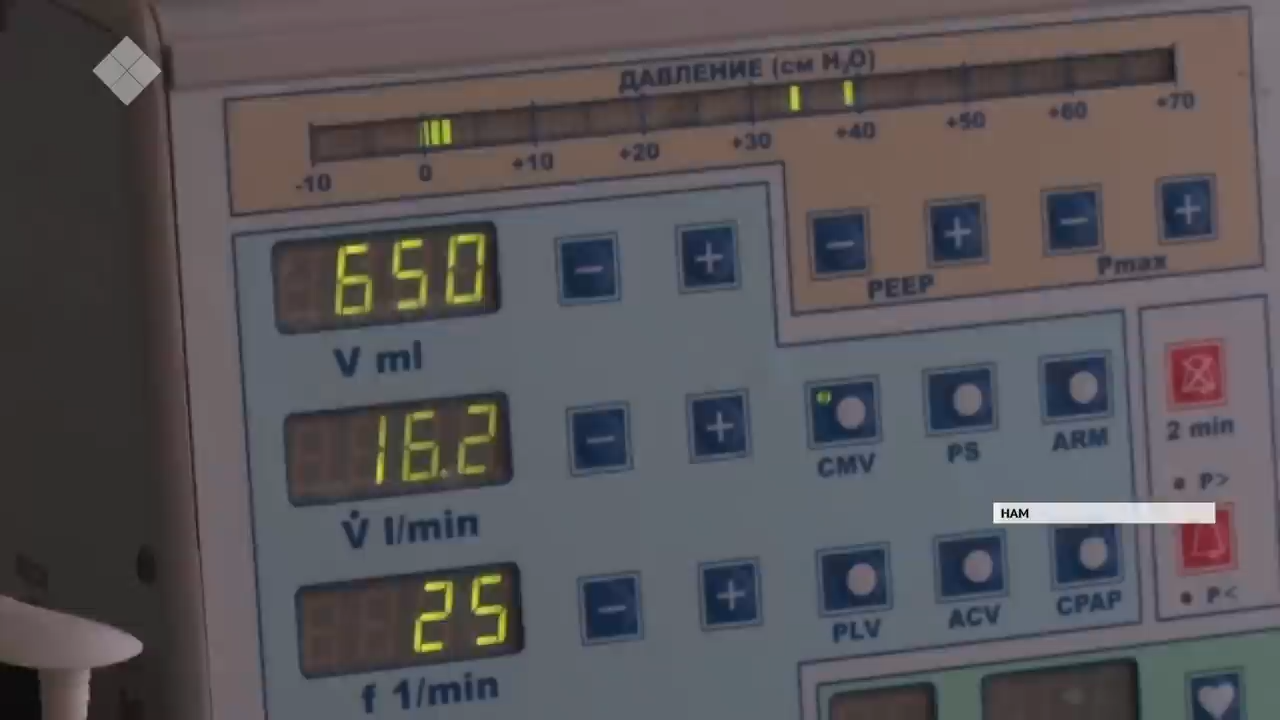 ДАВЛЕНИЕ (см H₂O)
-10 0 +10 +20 +30 +40 +50 +60 +70
PEEP Pmax
650
V ml
16.2
V̇ l/min
25
f 1/min
CMV PS ARM
PLV ACV CPAP
2 min
P>
P<
НАМ